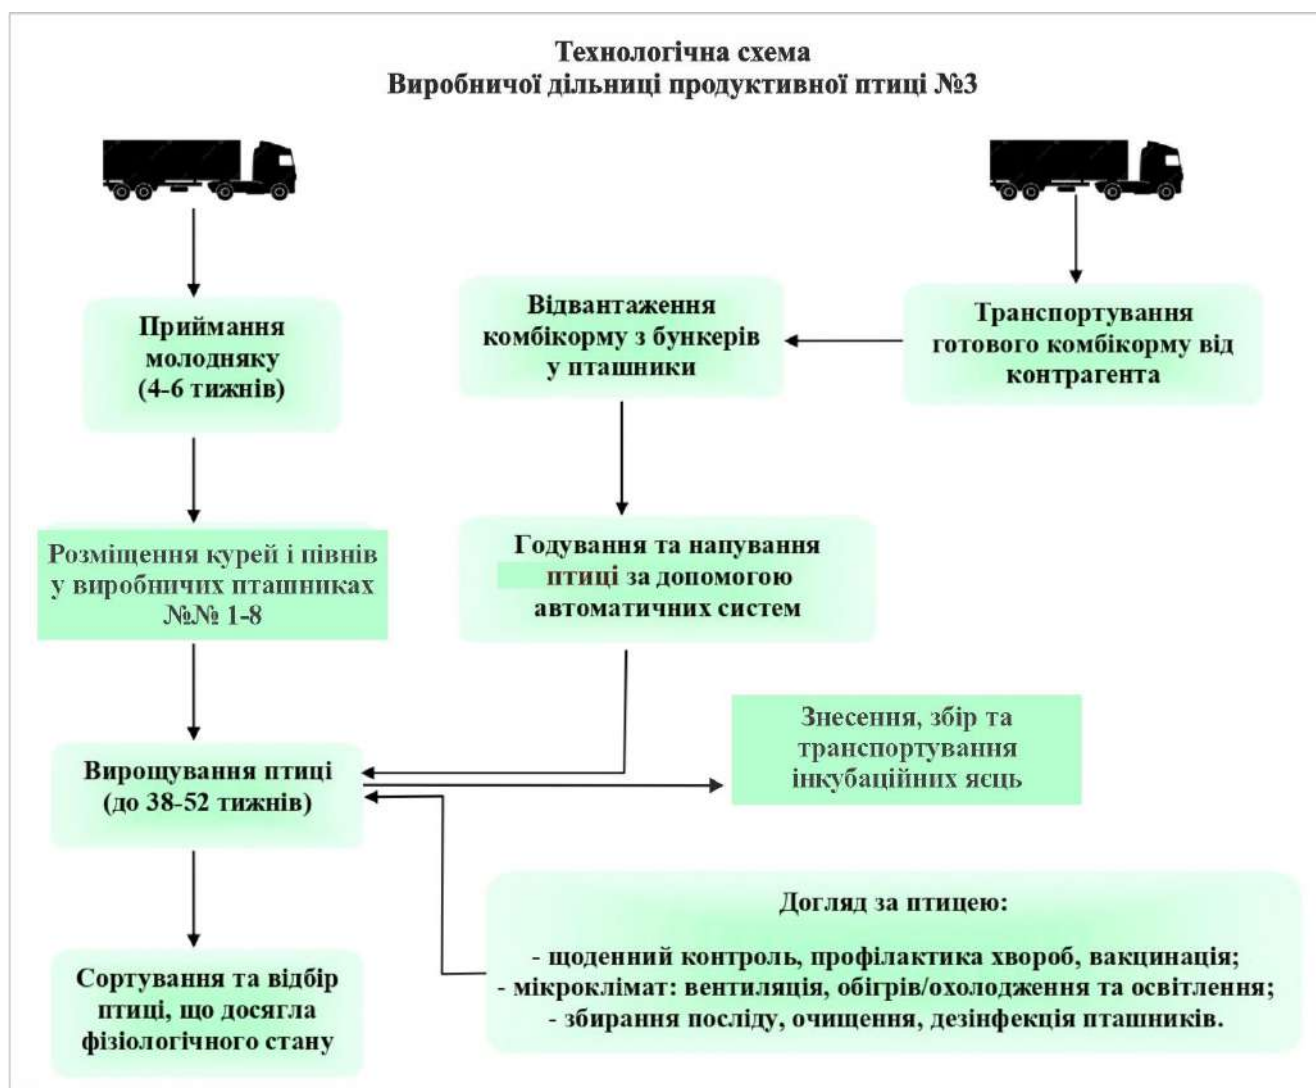 Технологічна схема
Виробничої дільниці продуктивної птиці №3
Приймання
молодняку
(4-6 тижнів)
Відвантаження
комбікорму з бункерів
у пташники
Транспортування
готового комбікорму від
контрагента
Розміщення курей і півнів
у виробничих пташниках
№№ 1-8
Годування та напування
птиці за допомогою
автоматичних систем
Знесення, збір та
транспортування
інкубаційних яєць
Вирощування птиці
(до 38-52 тижнів)
Догляд за птицею:
- щоденний контроль, профілактика хвороб, вакцинація;
- мікроклімат: вентиляція, обігрів/охолодження та освітлення;
- збирання посліду, очищення, дезінфекція пташників.
Сортування та відбір
птиці, що досягла
фізіологічного стану